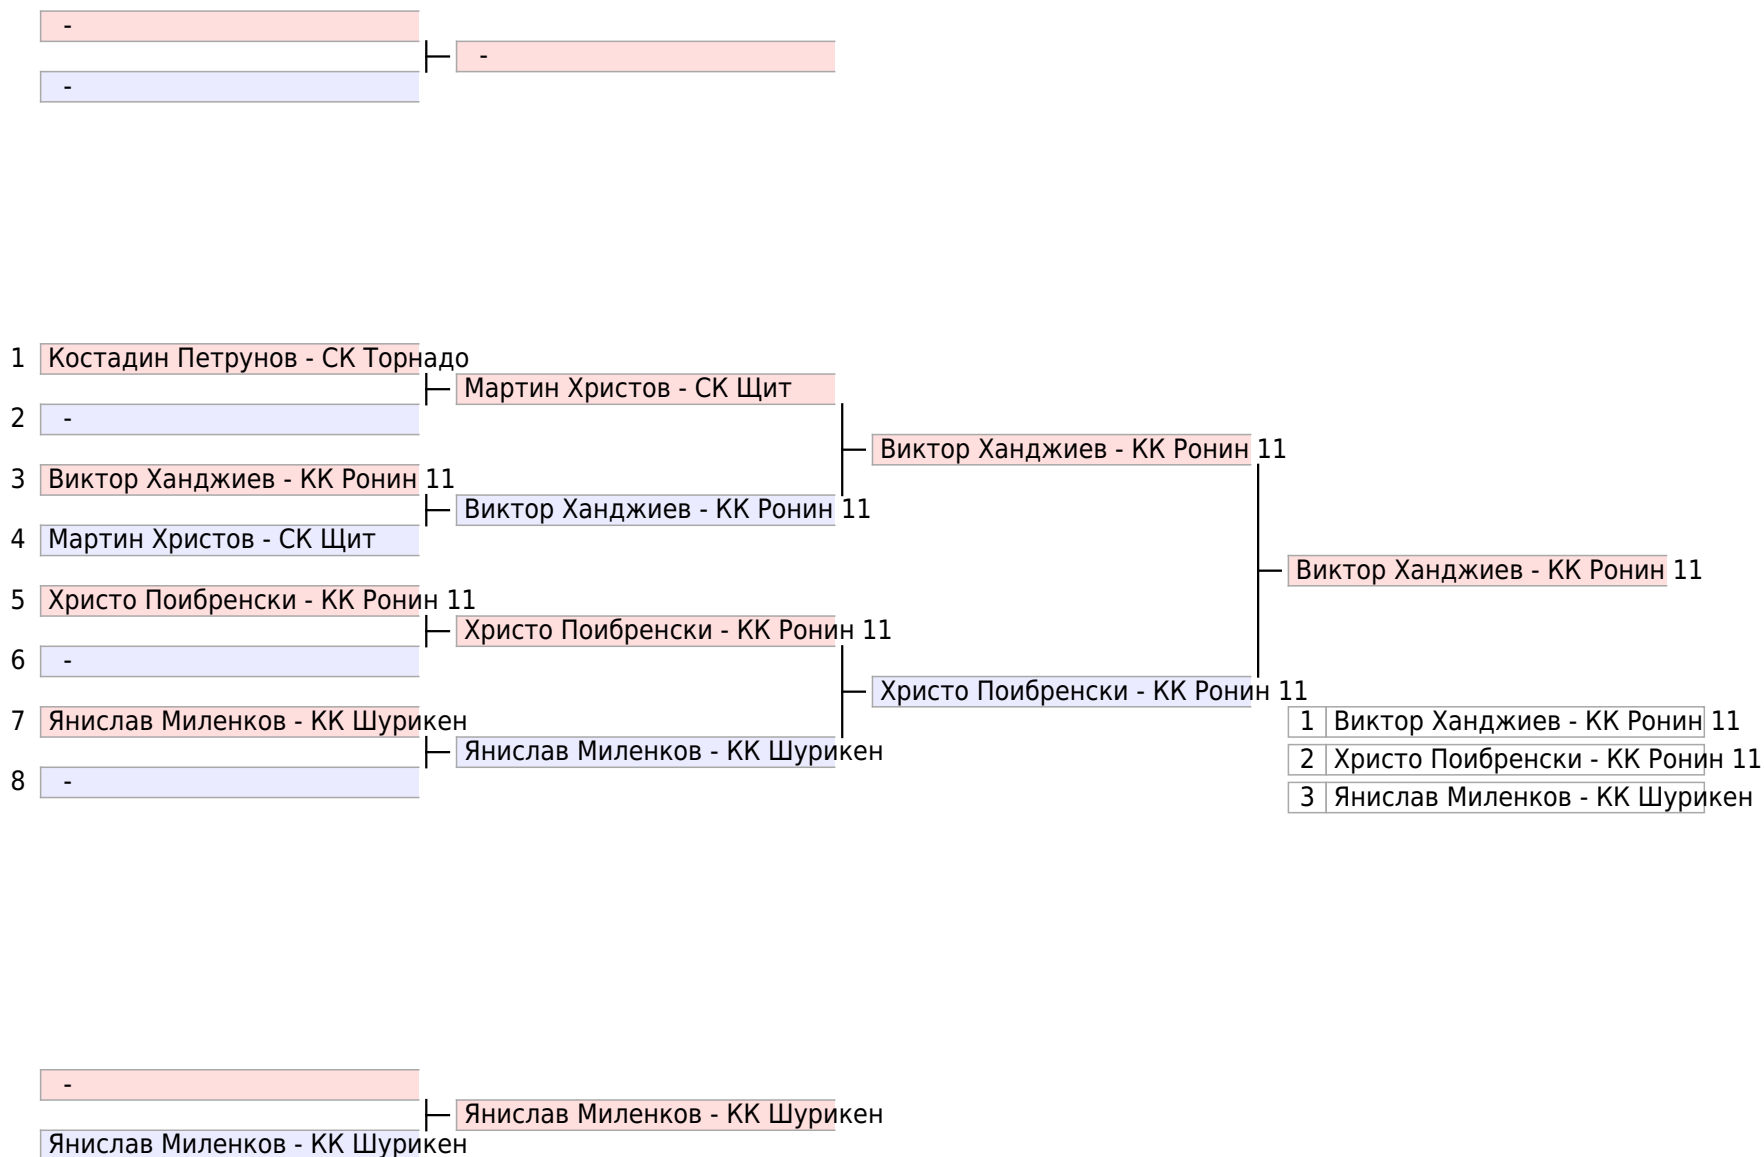 -
-
-
1 Костадин Петрунов - СК Торнадо
Мартин Христов - СК Щит
2 -
Виктор Ханджиев - КК Ронин 11
3 Виктор Ханджиев - КК Ронин 11
Виктор Ханджиев - КК Ронин 11
4 Мартин Христов - СК Щит
Виктор Ханджиев - КК Ронин 11
5 Христо Поибренски - КК Ронин 11
Христо Поибренски - КК Ронин 11
6 -
Христо Поибренски - КК Ронин 11
7 Янислав Миленков - КК Шурикен
1 Виктор Ханджиев - КК Ронин 11
Янислав Миленков - КК Шурикен
2 Христо Поибренски - КК Ронин 11
8 -
3 Янислав Миленков - КК Шурикен
-
Янислав Миленков - КК Шурикен
Янислав Миленков - КК Шурикен